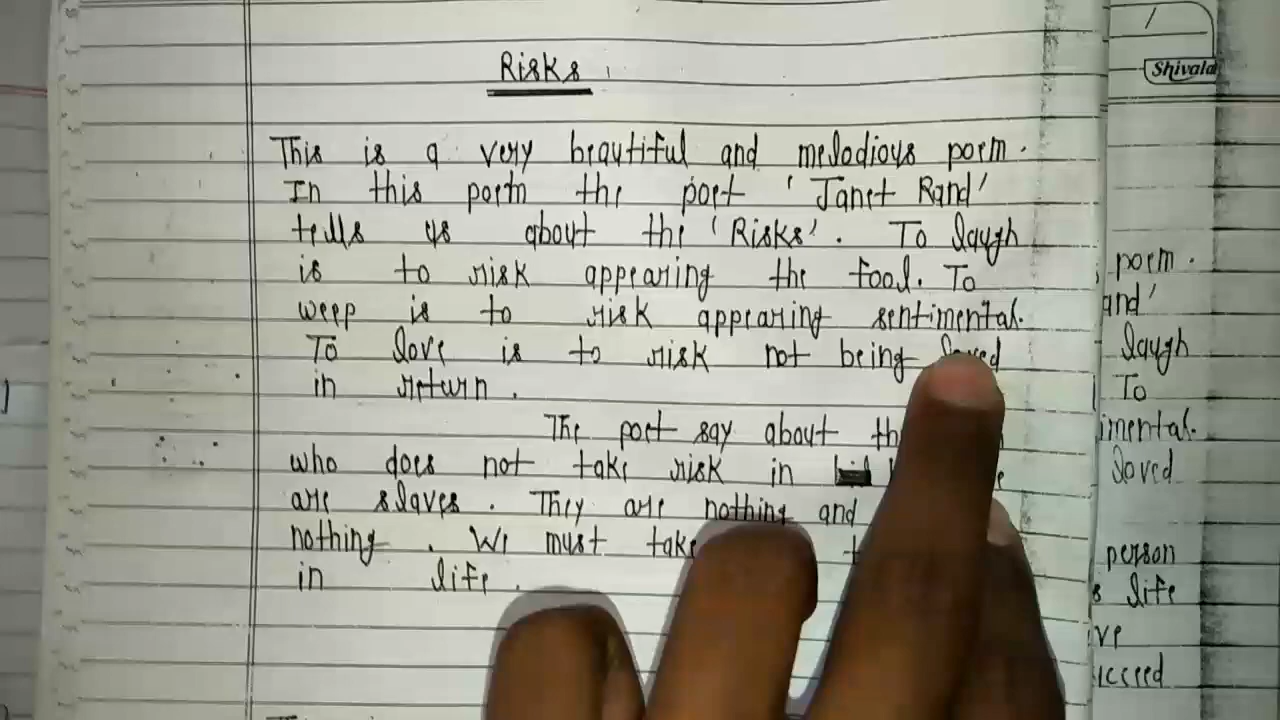 Shivala
Risks
This is a very beautiful and melodious poem.
In this poem the poet 'Janet Rand'
tells us about the 'Risks'. To laugh
is to risk appearing the fool. To
weep is to risk appearing sentimental.
To love is to risk not being loved
in return.
The poet say about
who does not take risk in
are slaves. They are nothing and
nothing. We must take
in life.
poem.
and'
laugh
To
imental.
loved
person
s life
ve
cceed